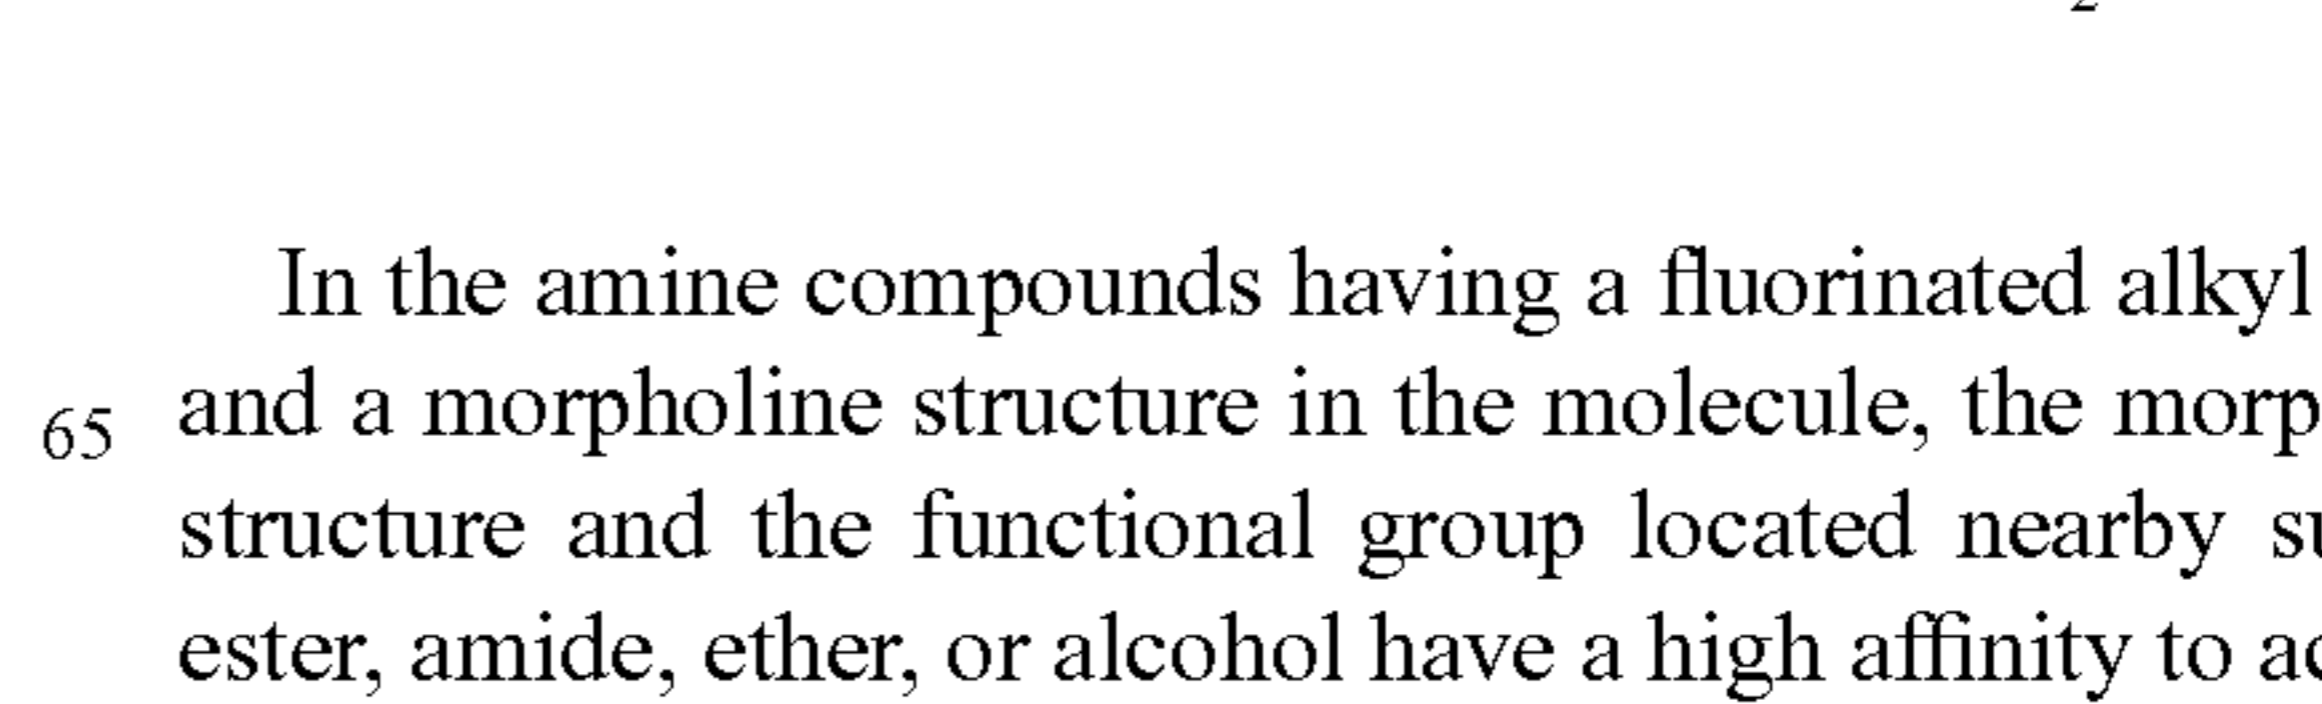 In the amine compounds having a fluorinated alkyl
65 and a morpholine structure in the molecule, the
structure and the functional group located nearby
ester, amide, ether, or alcohol have a high affinity to